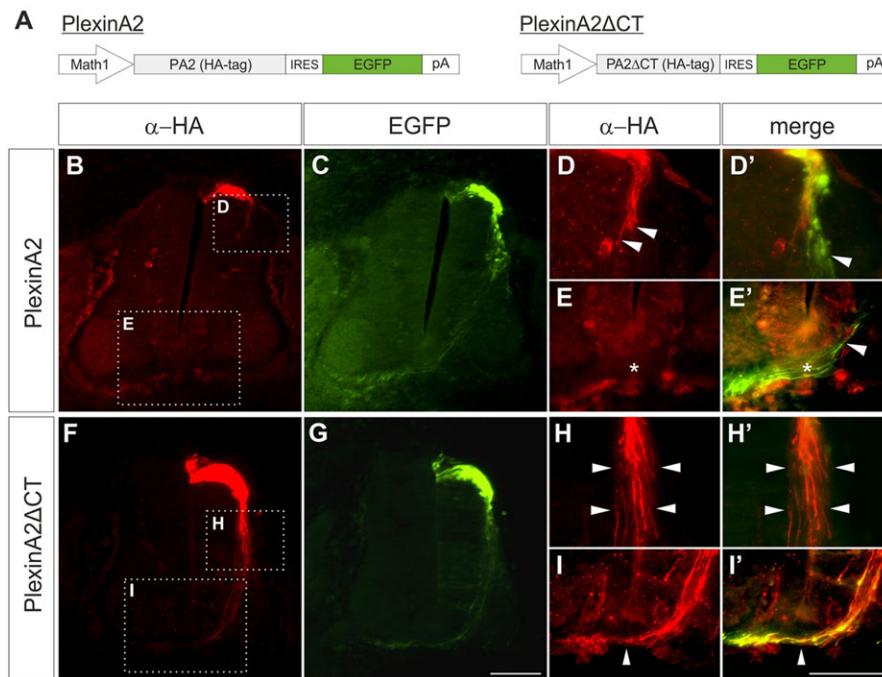 A
PlexinA2
PlexinA2ΔCT
Math1 PA2 (HA-tag) IRES EGFP pA
Math1 PA2ΔCT (HA-tag) IRES EGFP pA
α–HA EGFP α–HA merge
PlexinA2
B D E
C
D
D'
E *
E' *
PlexinA2ΔCT
F H I
G
H
H'
I
I'